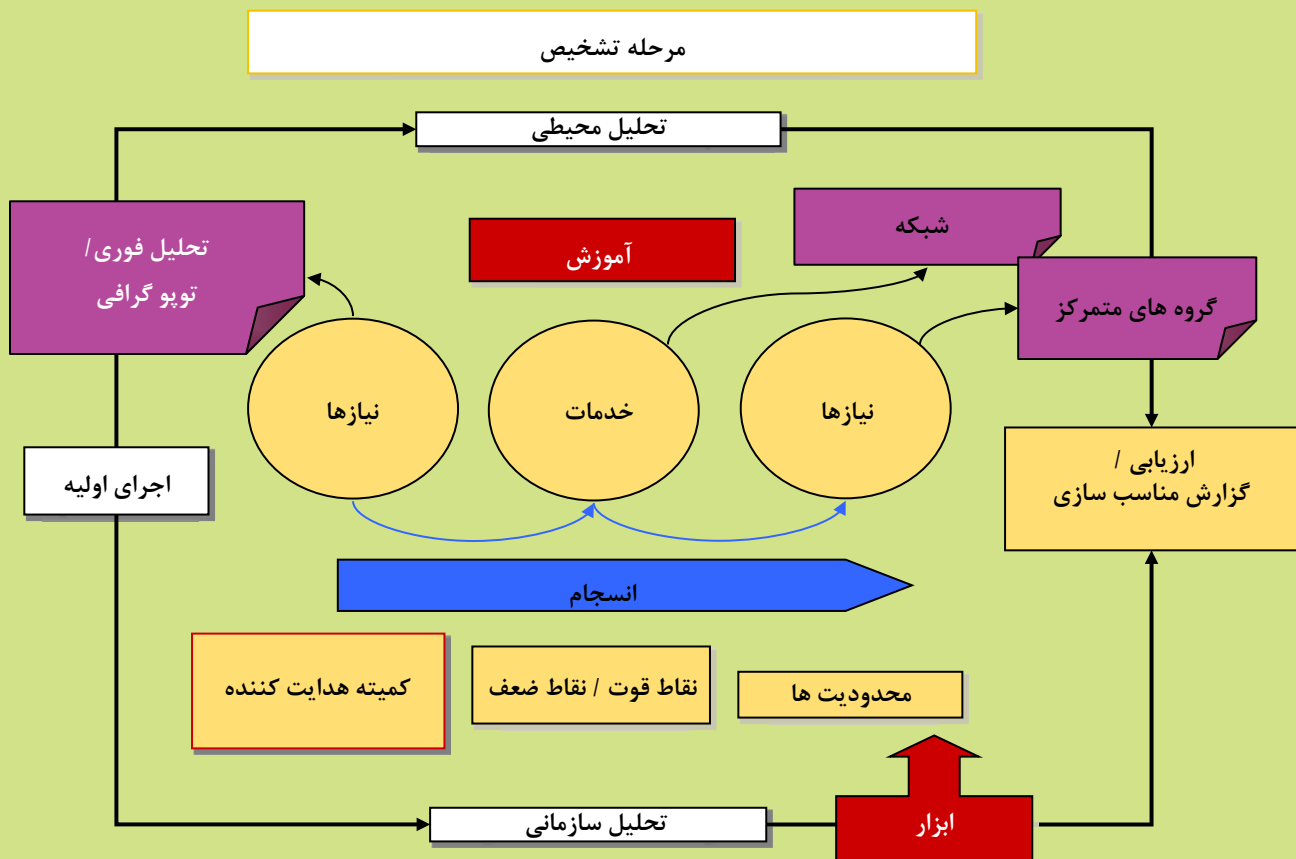 مرحله تشخیص
تحلیل محیطی
شبکه
تحلیل فوری/
توپو گرافی
آموزش
گروه های متمرکز
نیازها
خدمات
نیازها
ارزیابی /
گزارش مناسب سازی
اجرای اولیه
انسجام
کمیته هدایت کننده
نقاط قوت / نقاط ضعف
محدودیت ها
تحلیل سازمانی
ابزار